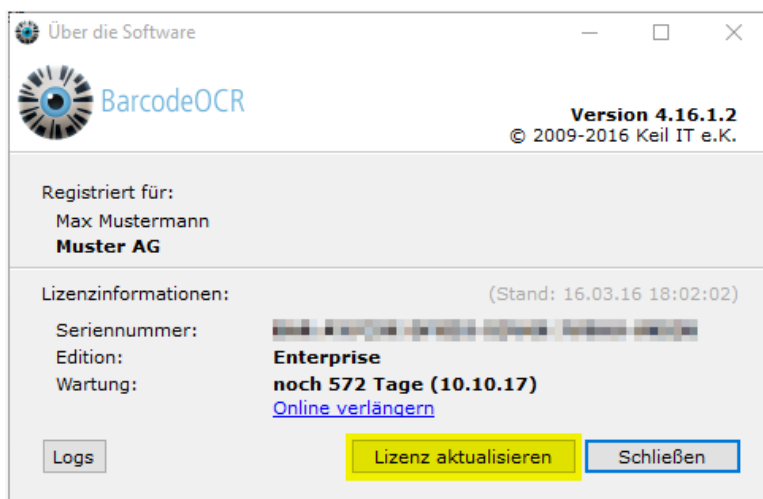 Über die Software
BarcodeOCR
Version 4.16.1.2
© 2009-2016 Keil IT e.K.
Registriert für:
Max Mustermann
Muster AG
Lizenzinformationen: (Stand: 16.03.16 18:02:02)
Seriennummer:
Edition: Enterprise
Wartung: noch 572 Tage (10.10.17)
Online verlängern
Logs Lizenz aktualisieren Schließen